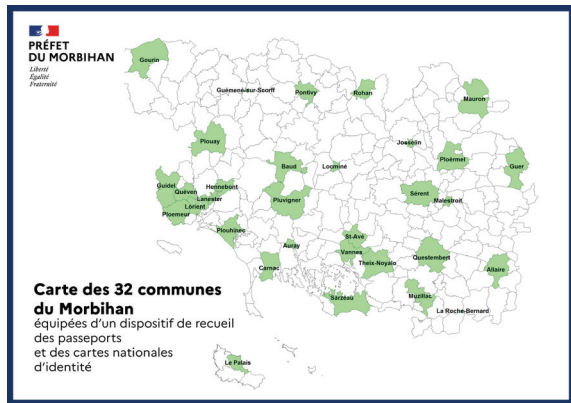 PRÉFET
DU MORBIHAN
Liberté
Égalité
Fraternité
Gourin
Guémené-sur-Scorff
Pontivy
Rohan
Mauron
Plouay
Josselin
Ploërmel
Guer
Baud
Locminé
Guidel
Quéven
Hennebont
Lanester
Lorient
Ploemeur
Pluvigner
Sérent
Malestroit
Plouhinec
Auray
St-Avé
Vannes
Theix-Noyalo
Questembert
Allaire
Carnac
Sarzeau
Muzillac
La Roche-Bernard
Le Palais
Carte des 32 communes
du Morbihan
équipées d'un dispositif de recueil
des passeports
et des cartes nationales
d'identité